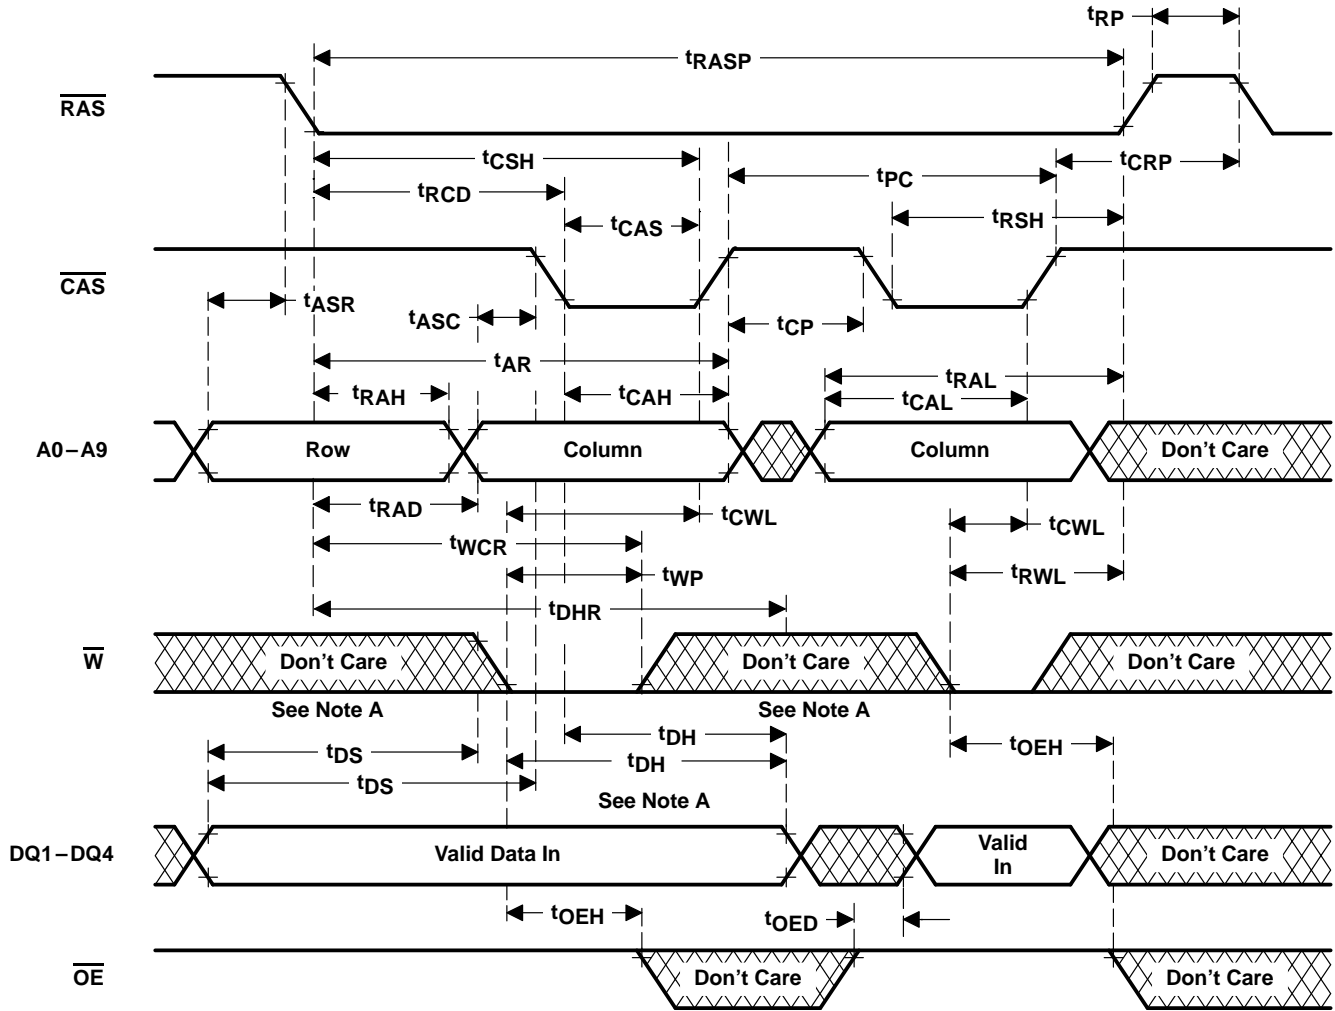 tRP
tRASP
RAS
tCSH
tCRP
tPC
tRCD
tRSH
tCAS
CAS
tASR
tASC
tCP
tAR
tRAL
tRAH
tCAH
tCAL
A0–A9
Row
Column
Column
Don't Care
tRAD
tCWL
tCWL
tWCR
tWP
tRWL
tDHR
W
Don't Care
Don't Care
Don't Care
See Note A
See Note A
tDH
tOEH
tDS
tDH
tDS
See Note A
DQ1–DQ4
Valid Data In
Valid
In
Don't Care
tOEH
tOED
OE
Don't Care
Don't Care